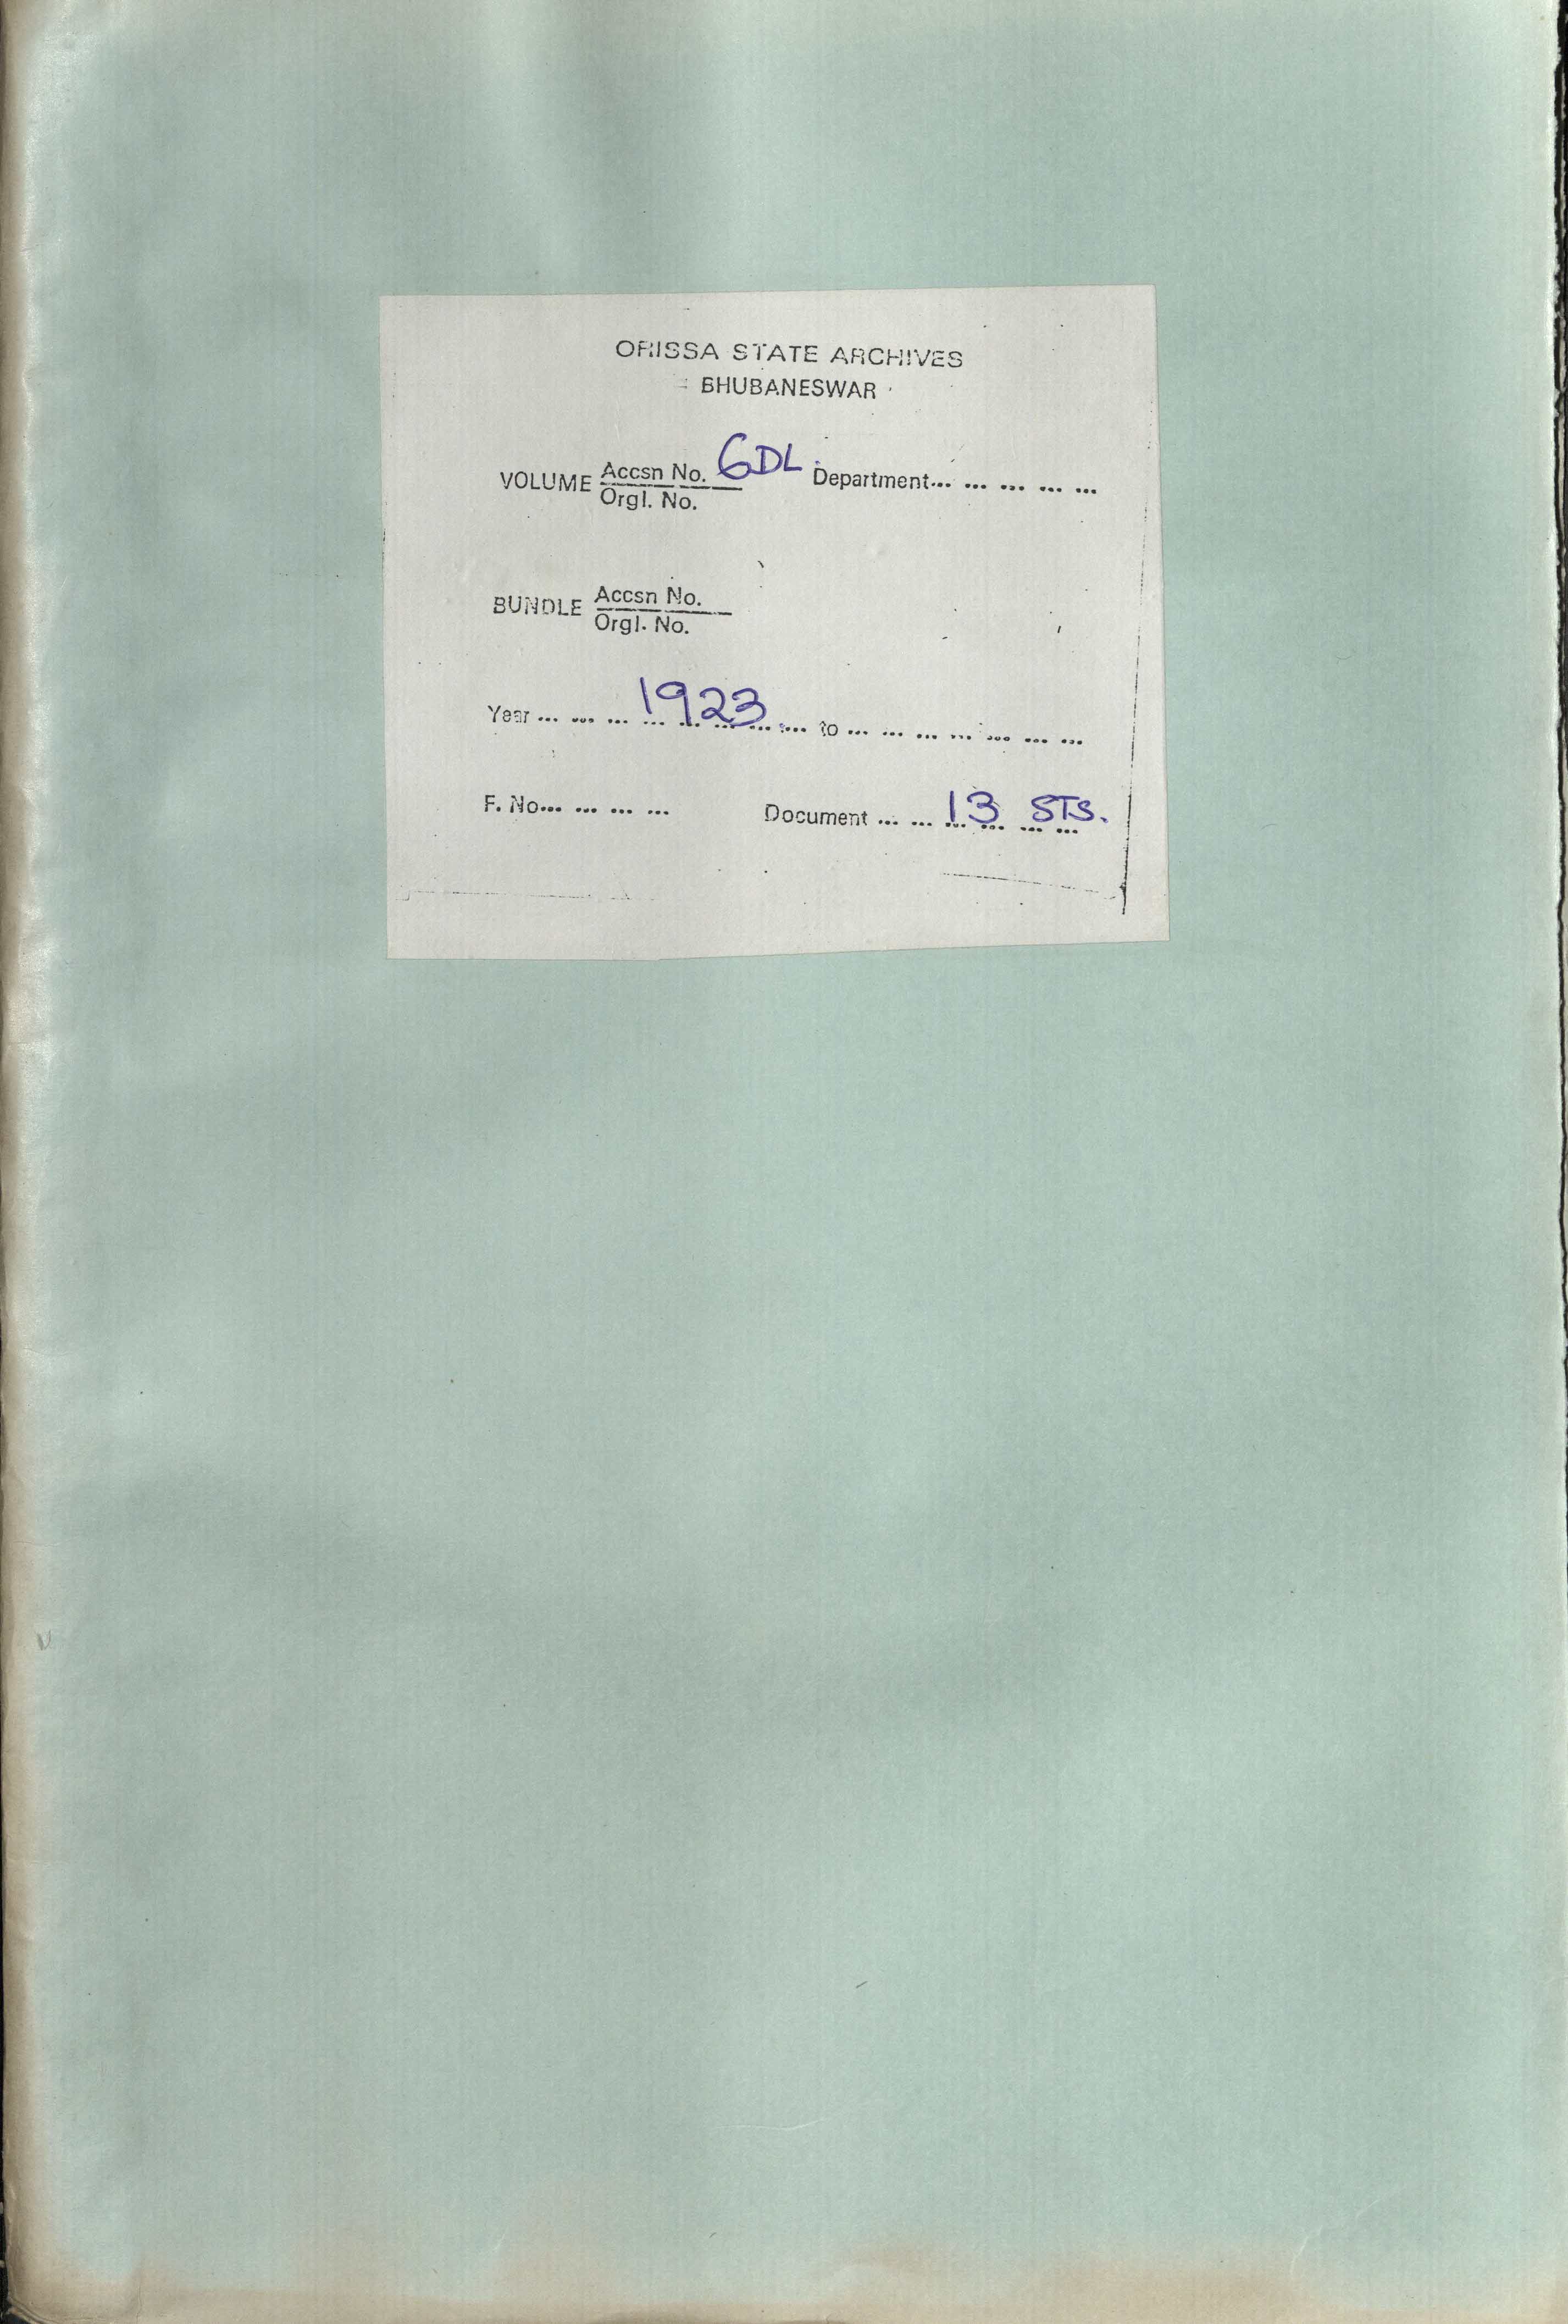 ORISSA STATE ARCHIVES
BHUBANESWAR
VOLUME Accsn No. GDL. Department... ... ... ... ...
Orgl. No.
BUNDLE Accsn No.
Orgl. No.
Year ... ... ... 1923 ... to ... ... ... ... ... ... ...
F. No... ... ... ... Document ... ... 13 STS.